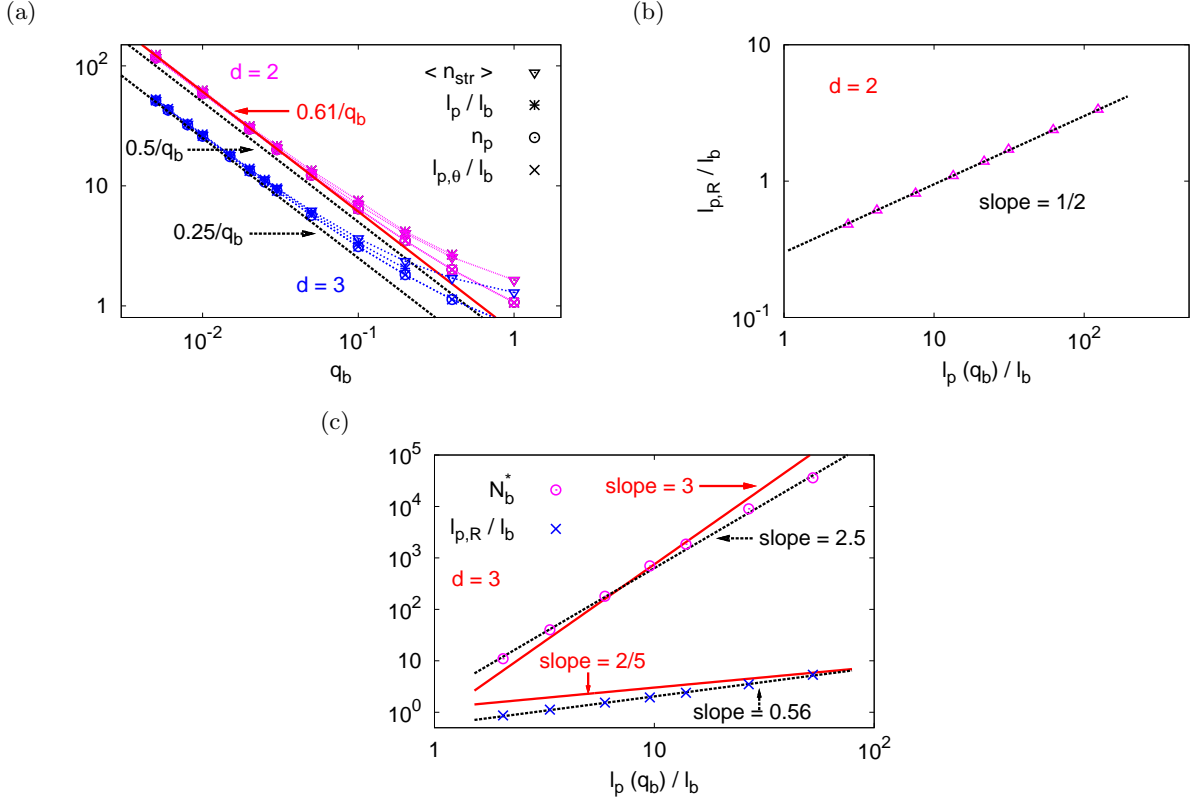 (a)
10^2
10
1
10^-2
10^-1
1
q_b
d = 2
0.61/q_b
0.5/q_b
0.25/q_b
d = 3
< n_str >
l_p / l_b
n_p
l_p,θ / l_b
(b)
10
1
10^-1
l_p,R / l_b
d = 2
slope = 1/2
1
10
10^2
l_p (q_b) / l_b
(c)
10^5
10^4
10^3
10^2
10
10^0
N_b^*
l_p,R / l_b
slope = 3
slope = 2.5
d = 3
slope = 2/5
slope = 0.56
1
10
10^2
l_p (q_b) / l_b